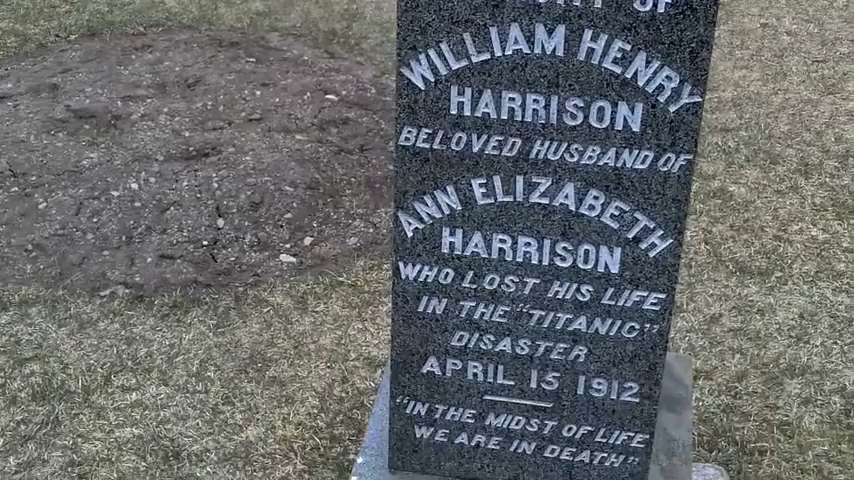 OF
WILLIAM HENRY
HARRISON
BELOVED HUSBAND OF
ANN ELIZABETH
HARRISON
WHO LOST HIS LIFE
IN THE "TITANIC"
DISASTER
APRIL 15 1912
"IN THE MIDST OF LIFE
WE ARE IN DEATH."